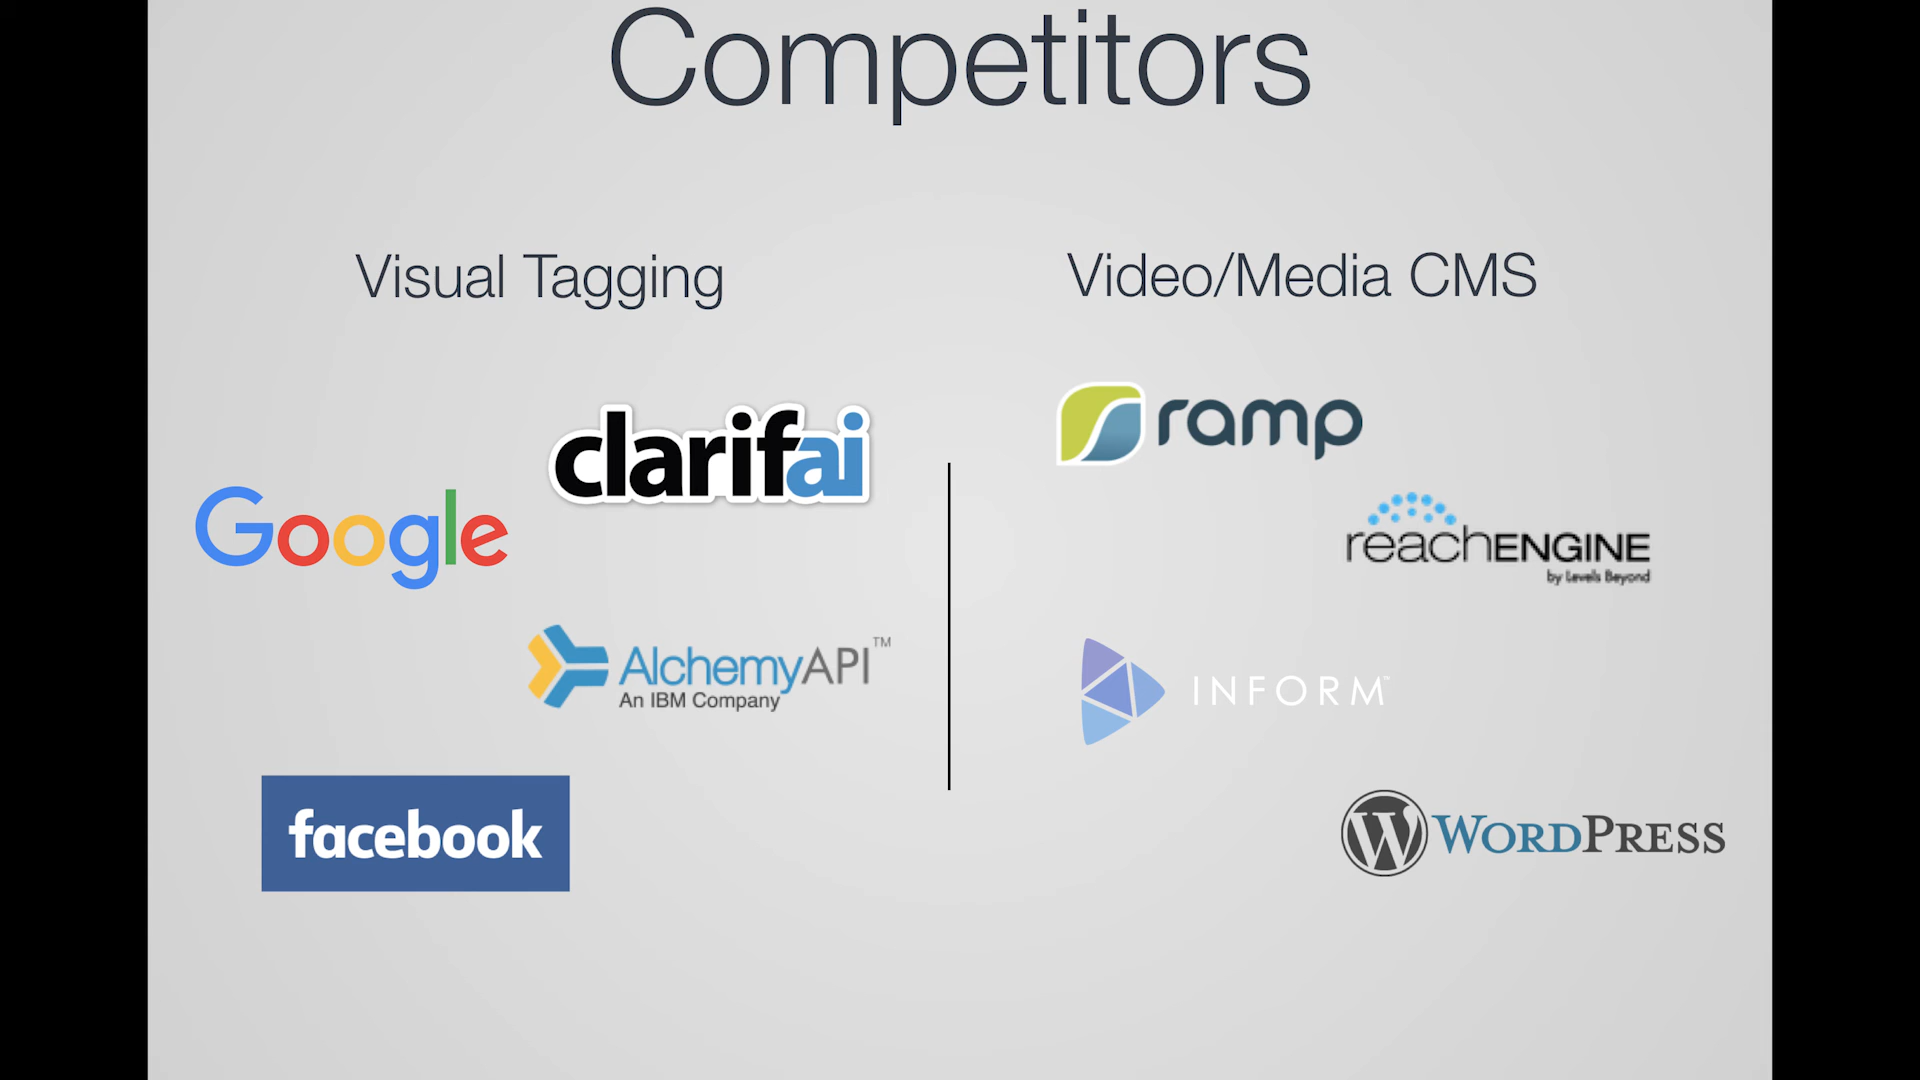 Competitors
Visual Tagging
clarifai
Google
AlchemyAPI™
An IBM Company
facebook
Video/Media CMS
ramp
reachENGINE
by Levels Beyond
INFORM™
WORDPRESS